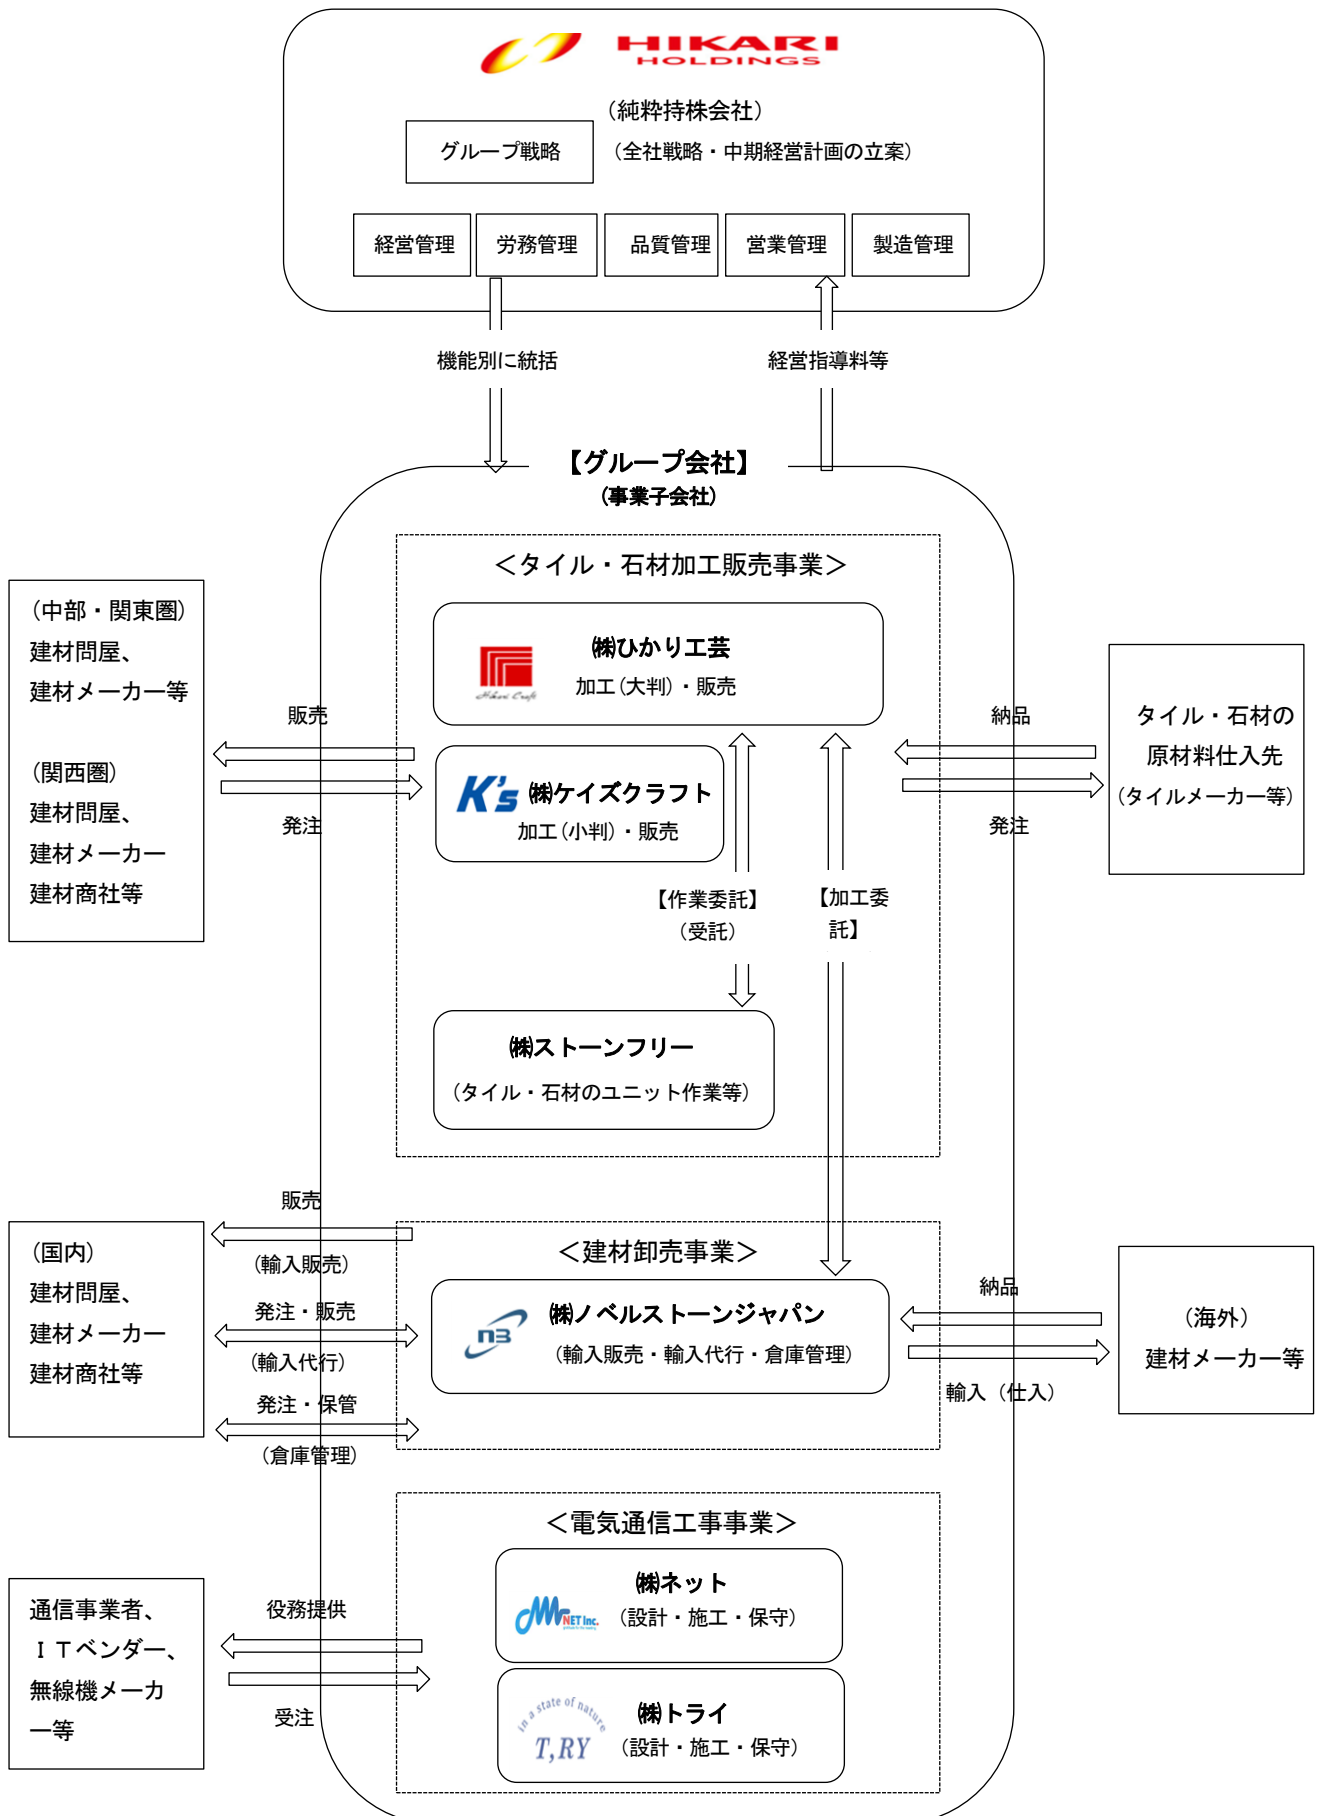 HIKARI
HOLDINGS
（純粋持株会社）
グループ戦略
（全社戦略・中期経営計画の立案）
経営管理
労務管理
品質管理
営業管理
製造管理
機能別に統括
経営指導料等
【グループ会社】
（事業子会社）
＜タイル・石材加工販売事業＞
（中部・関東圏）
建材問屋、
建材メーカー等
（関西圏）
建材問屋、
建材メーカー
建材商社等
販売
発注
Hikari Craft
㈱ひかり工芸
加工（大判）・販売
K's
㈱ケイズクラフト
加工（小判）・販売
納品
発注
タイル・石材の
原材料仕入先
（タイルメーカー等）
【作業委託】
（受託）
【加工委
託】
㈱ストーンフリー
（タイル・石材のユニット作業等）
（国内）
建材問屋、
建材メーカー
建材商社等
販売
（輸入販売）
発注・販売
（輸入代行）
発注・保管
（倉庫管理）
＜建材卸売事業＞
㈱ノベルストーンジャパン
（輸入販売・輸入代行・倉庫管理）
納品
輸入（仕入）
（海外）
建材メーカー等
＜電気通信工事事業＞
通信事業者、
ＩＴベンダー、
無線機メーカ
ー等
役務提供
受注
NET Inc.
㈱ネット
（設計・施工・保守）
in a state of nature
T,RY
㈱トライ
（設計・施工・保守）